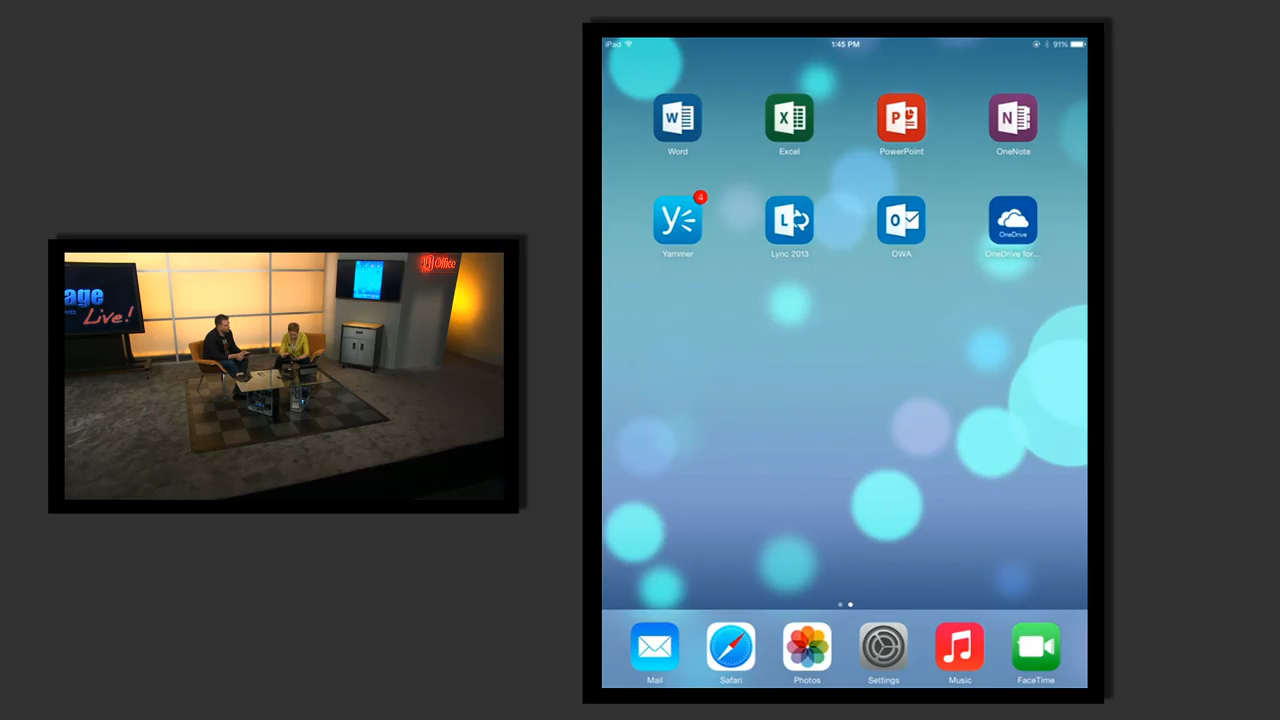 iPad
1:45 PM
91%
Word
Excel
PowerPoint
OneNote
4
Yammer
Lync 2013
OWA
OneDrive
OneDrive for...
age
Live!
Office
Mail
Safari
Photos
Settings
Music
FaceTime